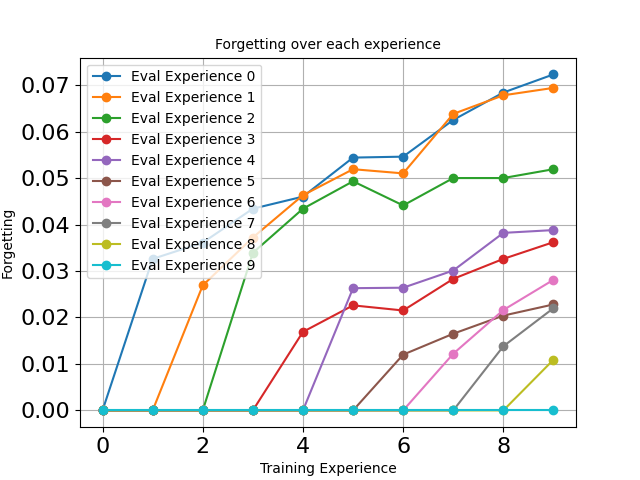 Forgetting over each experience
0.07
0.06
0.05
0.04
0.03
0.02
0.01
0.00
Forgetting
Eval Experience 0
Eval Experience 1
Eval Experience 2
Eval Experience 3
Eval Experience 4
Eval Experience 5
Eval Experience 6
Eval Experience 7
Eval Experience 8
Eval Experience 9
0 2 4 6 8
Training Experience